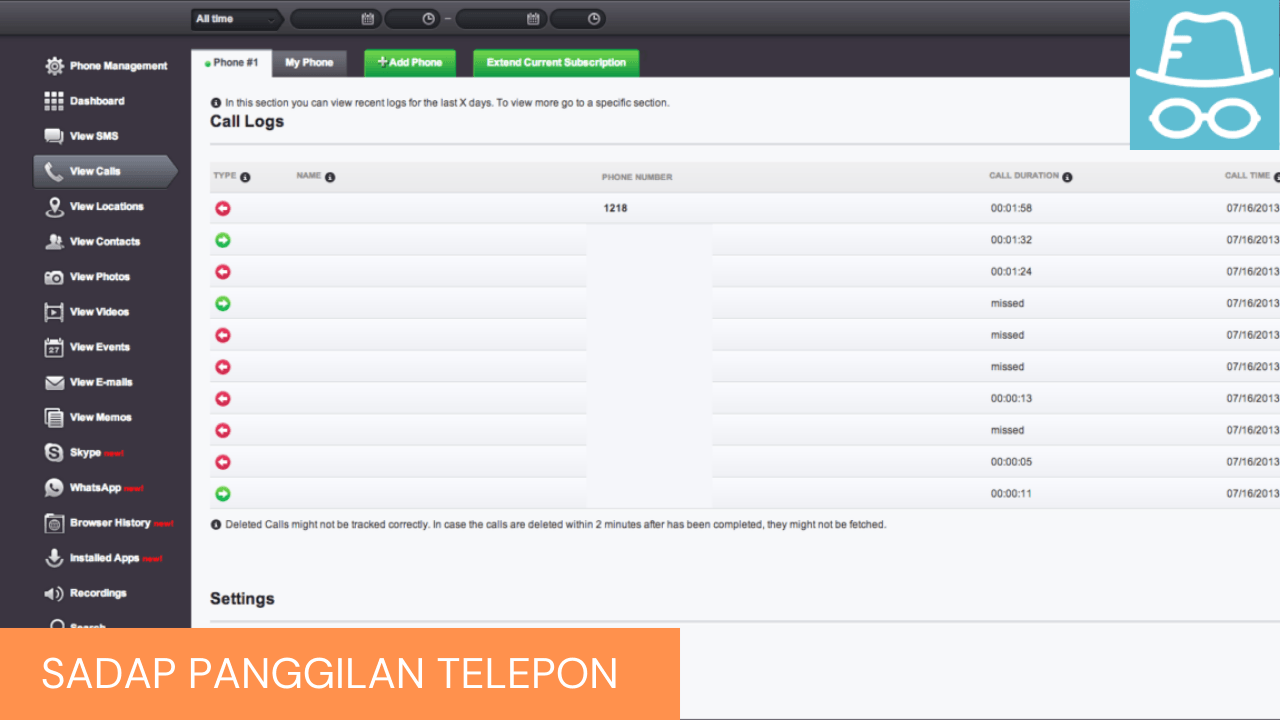 All time
–
Phone Management
Dashboard
View SMS
View Calls
View Locations
View Contacts
View Photos
View Videos
27
View Events
View E-mails
View Memos
Skype new!
WhatsApp new!
Browser History new!
Installed Apps new!
Recordings
Search
Phone #1
My Phone
+Add Phone
Extend Current Subscription
In this section you can view recent logs for the last X days. To view more go to a specific section.
Call Logs
TYPE NAME PHONE NUMBER CALL DURATION CALL TIME
1218 00:01:58 07/16/2013
00:01:32 07/16/2013
00:01:24 07/16/2013
missed 07/16/2013
missed 07/16/2013
missed 07/16/2013
00:00:13 07/16/2013
missed 07/16/2013
00:00:05 07/16/2013
00:00:11 07/16/2013
Deleted Calls might not be tracked correctly. In case the calls are deleted within 2 minutes after has been completed, they might not be fetched.
Settings
SADAP PANGGILAN TELEPON